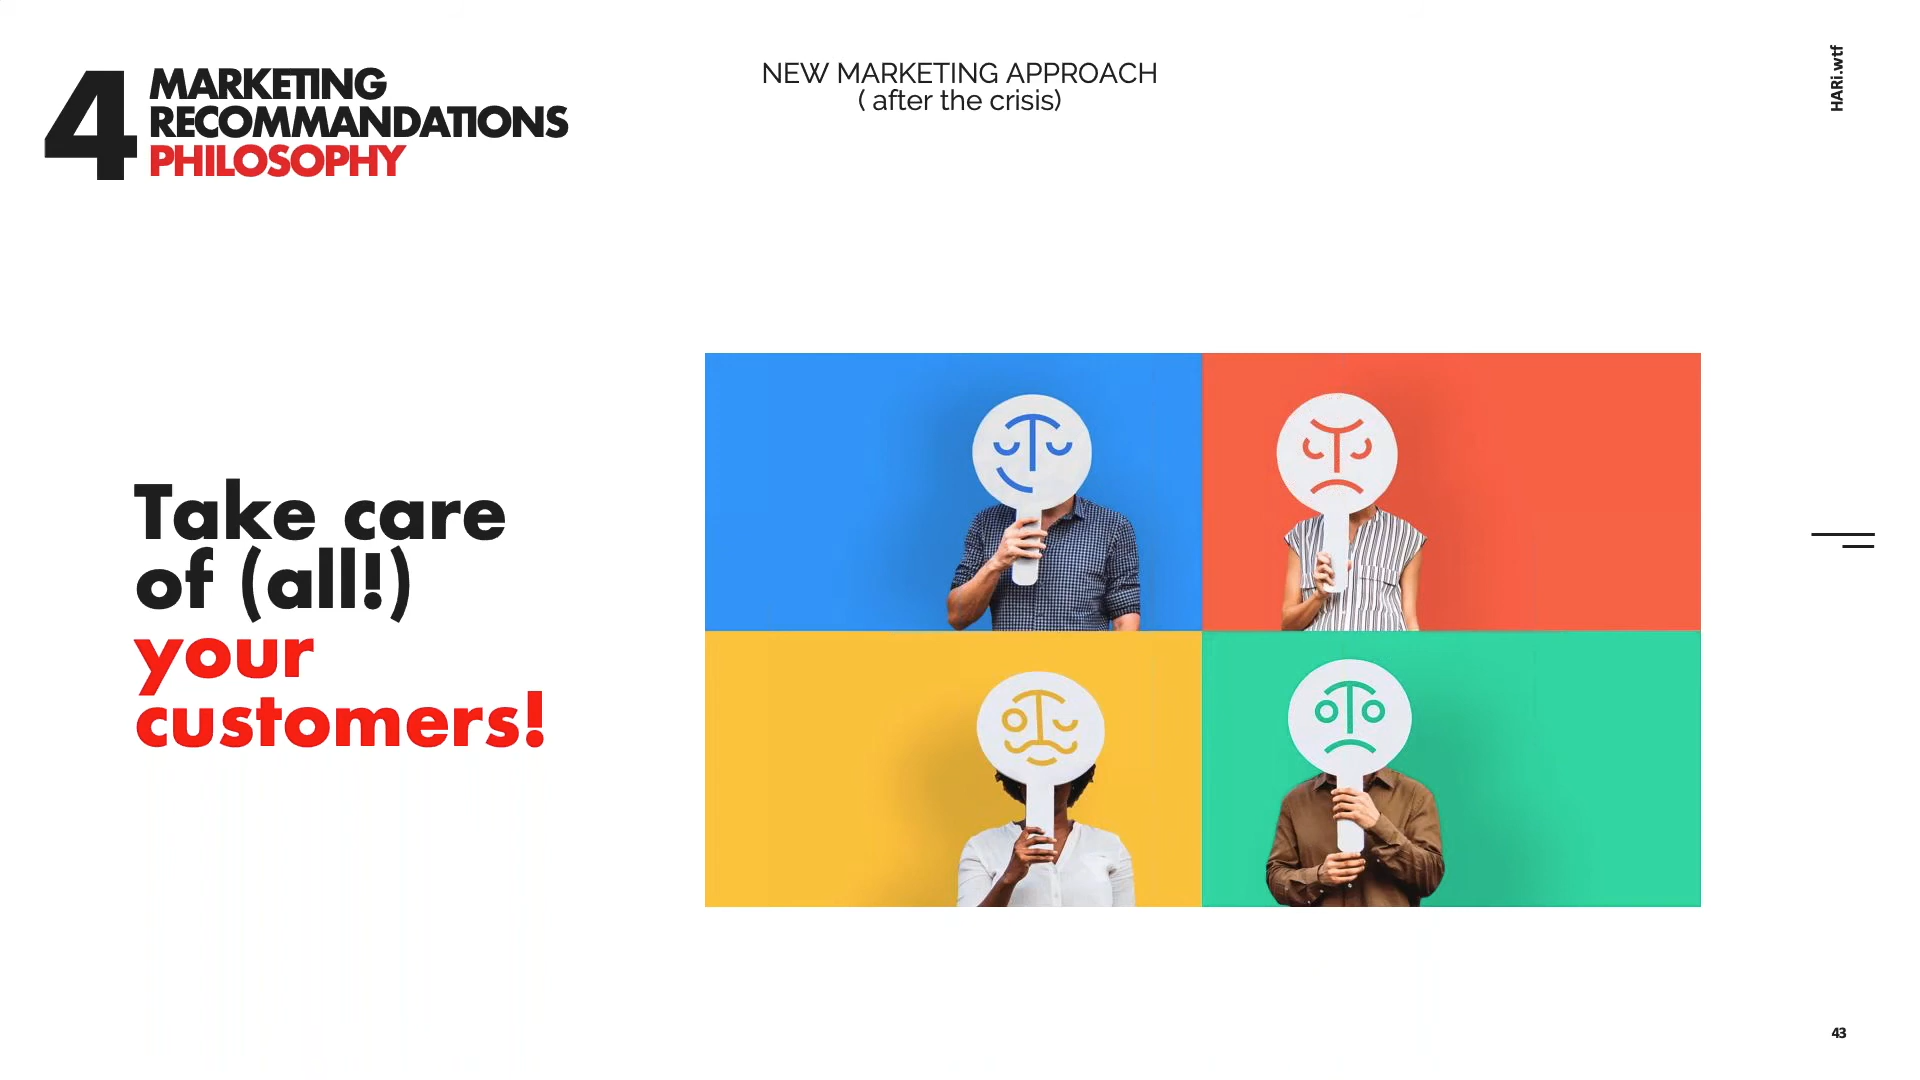 4
MARKETING
RECOMMANDATIONS
PHILOSOPHY
NEW MARKETING APPROACH
( after the crisis)
HARi.wtf
Take care
of (all!)
your
customers!
43